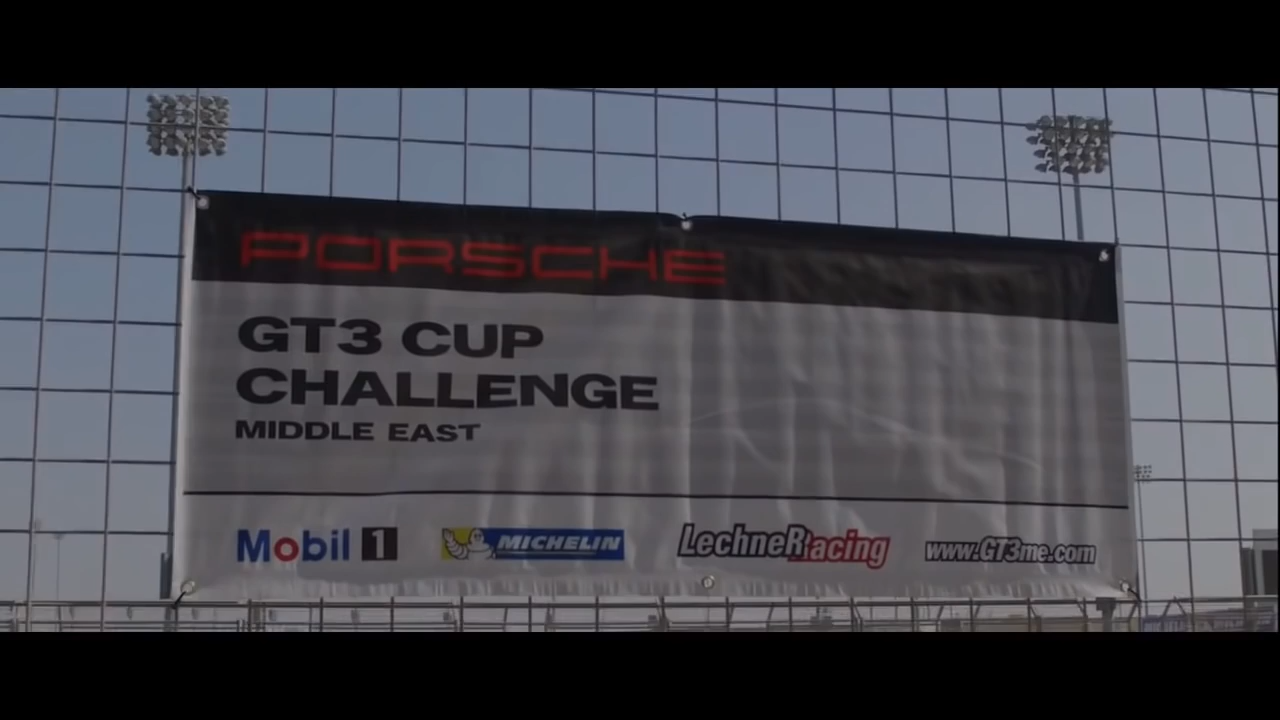 PORSCHE
GT3 CUP
CHALLENGE
MIDDLE EAST
Mobil 1 MICHELIN LechneRacing www.GT3me.com